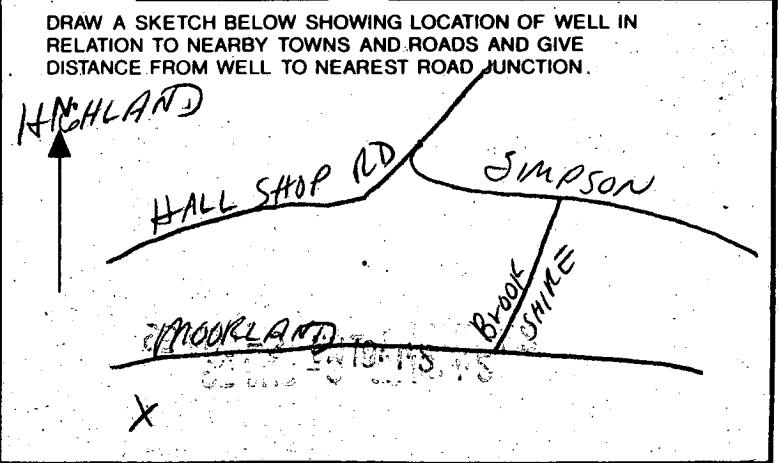 DRAW A SKETCH BELOW SHOWING LOCATION OF WELL IN
RELATION TO NEARBY TOWNS AND ROADS AND GIVE
DISTANCE FROM WELL TO NEAREST ROAD JUNCTION.
HIGHLAND
N
HALL SHOP RD
SIMPSON
BROOK
SHIRE
MOORLAND
X